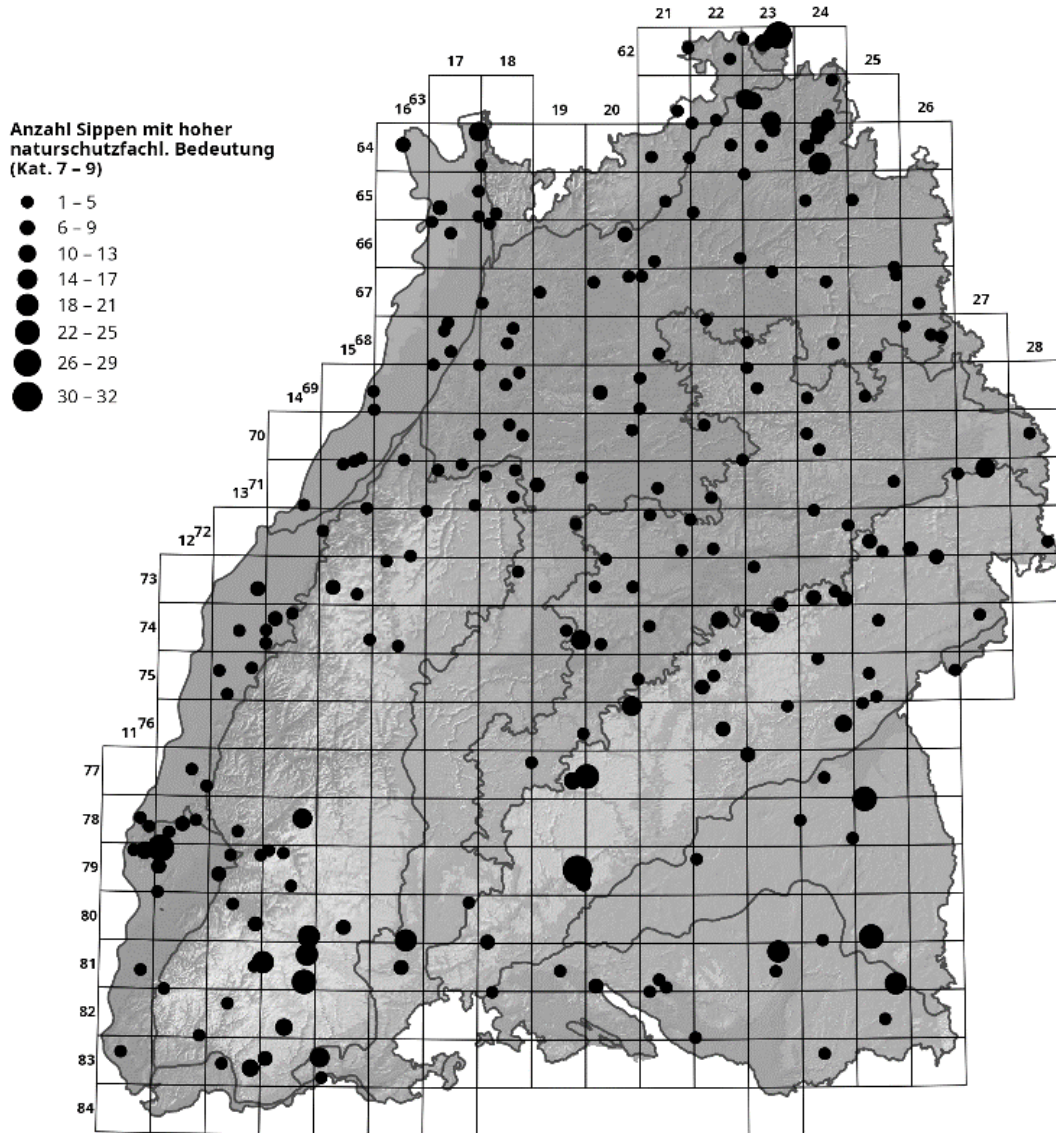 21 22 23 24
62
25
17 18
16 63
19 20
26
Anzahl Sippen mit hoher
naturschutzfachl. Bedeutung
(Kat. 7 – 9)
1 – 5
6 – 9
10 – 13
14 – 17
18 – 21
22 – 25
26 – 29
30 – 32
64
65
66
67
27
15 68
28
14 69
70
13 71
12 72
73
74
75
11 76
77
78
79
80
81
82
83
84